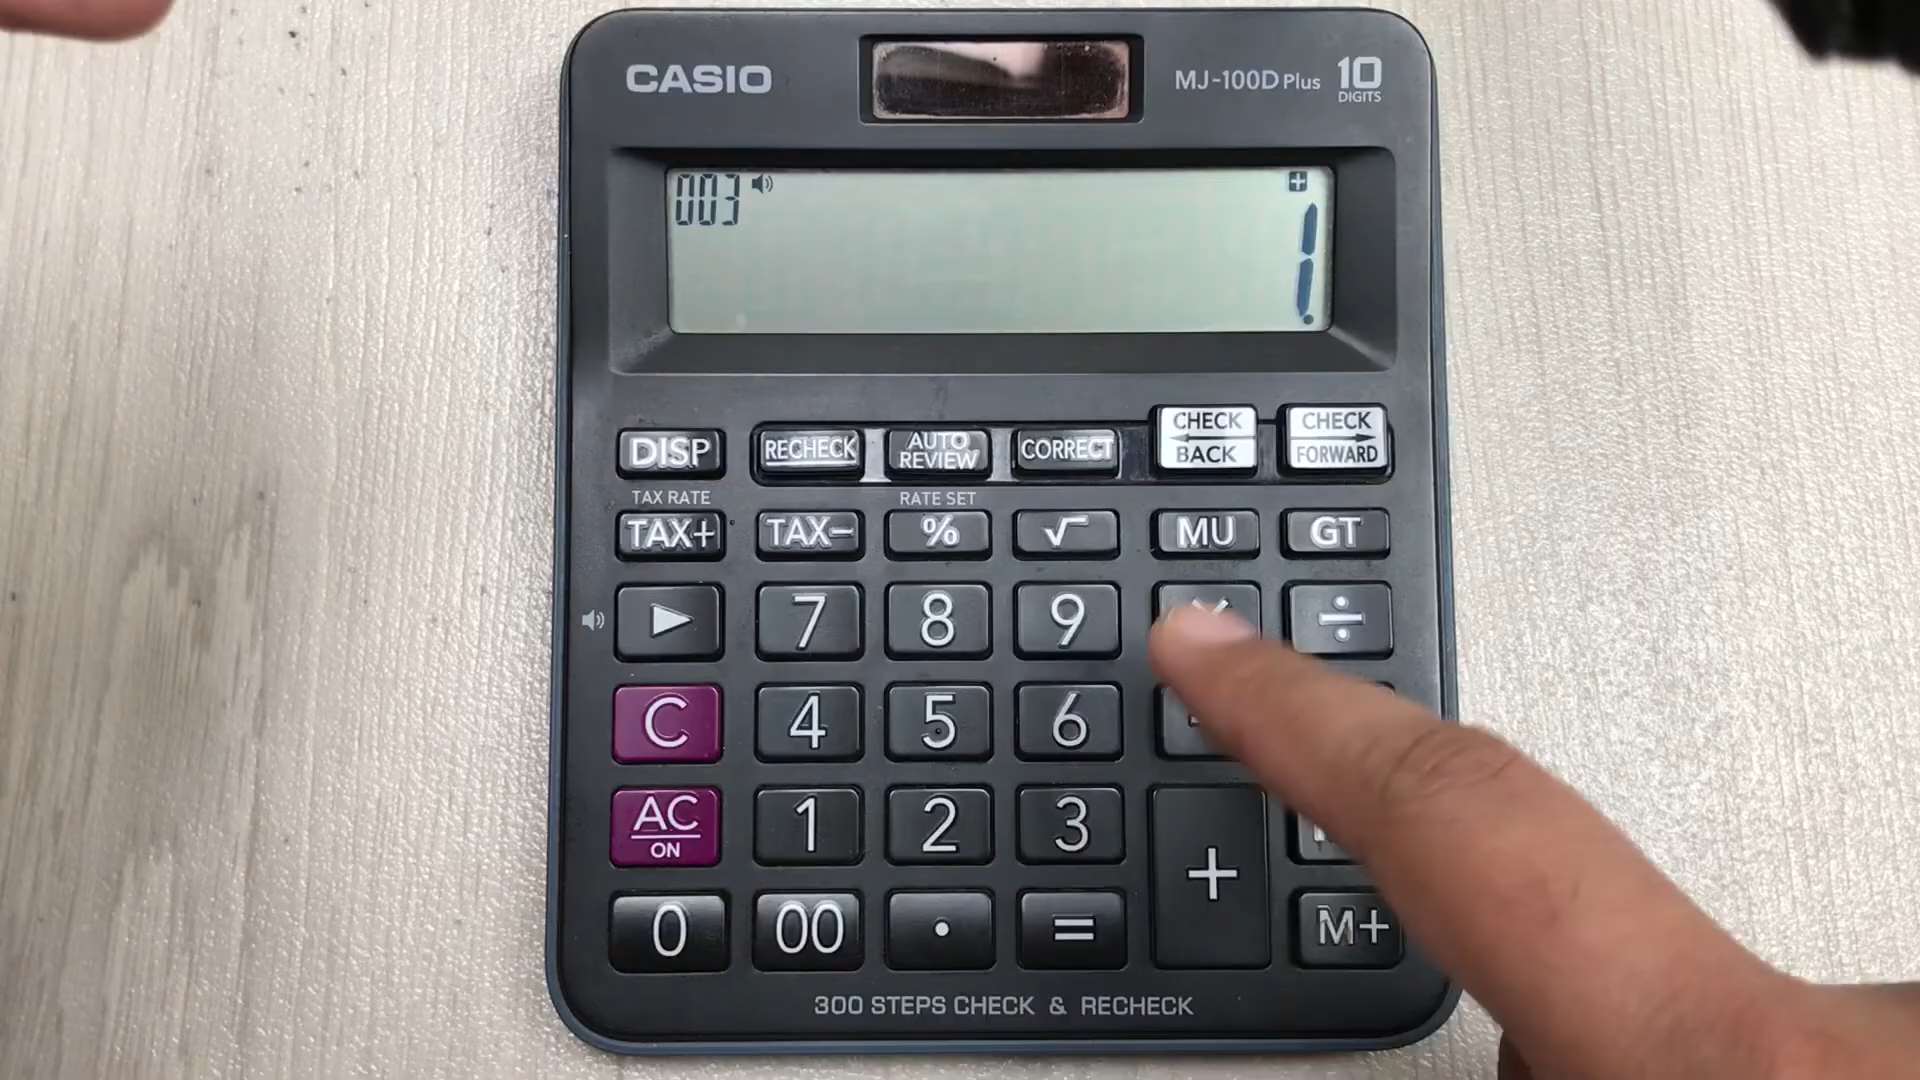 CASIO MJ-100D Plus 10
DIGITS
003 +
1.
DISP RECHECK AUTO REVIEW CORRECT CHECK BACK CHECK FORWARD
TAX RATE RATE SET
TAX+ TAX− % √ MU GT
▶ 7 8 9 ÷
C 4 5 6
AC ON 1 2 3
0 00 . = + M+
300 STEPS CHECK & RECHECK